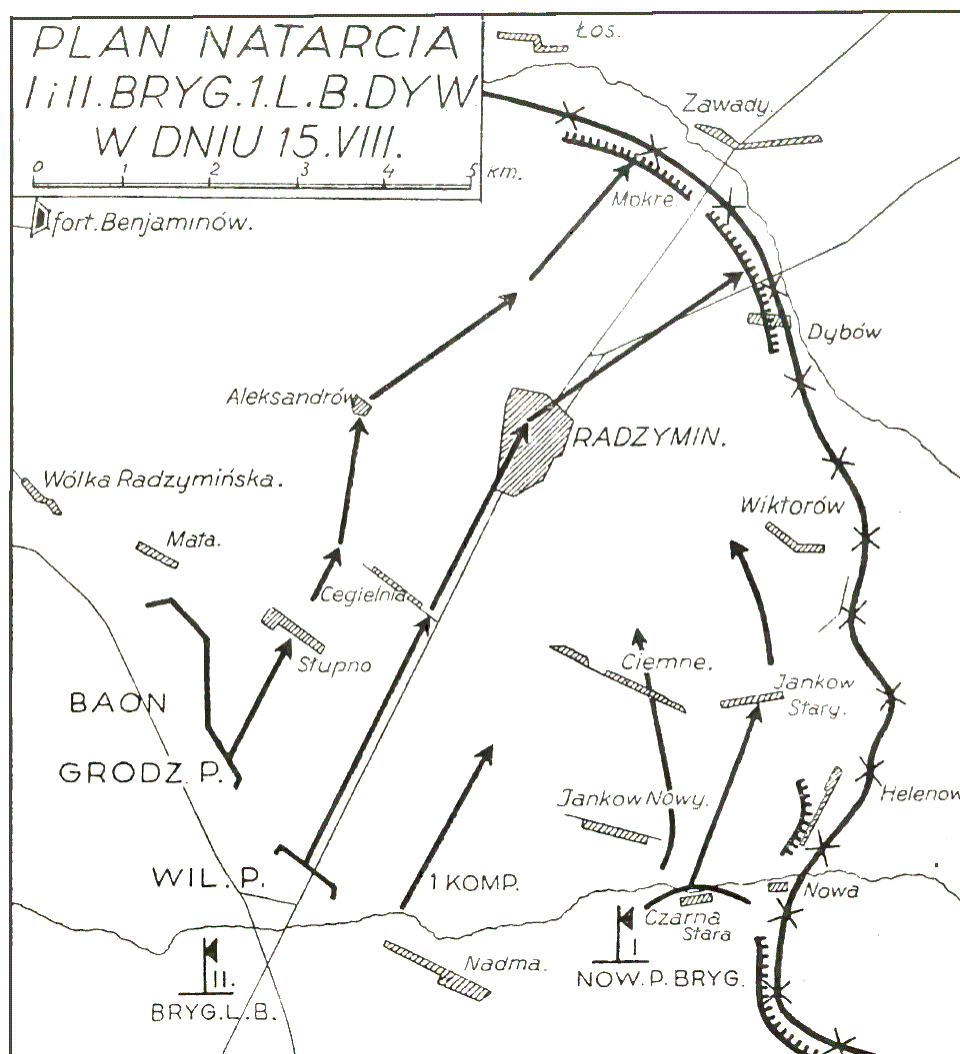 PLAN NATARCIA
I i II. BRYG. 1. L. B. DYW
W DNIU 15. VIII.
0 1 2 3 4 5 km.
Łos.
Zawady.
fort. Benjaminów.
Mokre.
Dybów
Aleksandrów
RADZYMIN.
Wólka Radzymińska.
Wiktorów
Mała.
Cegielnia
Słupno
Ciemne.
Jankow
Stary.
BAON
GRODZ. P.
Jankow Nowy.
Helenow
WIL. P.
1 KOMP.
Nowa
Czarna
Stara
I
NOW. P. BRYG.
Nadma.
II.
BRYG. L. B.